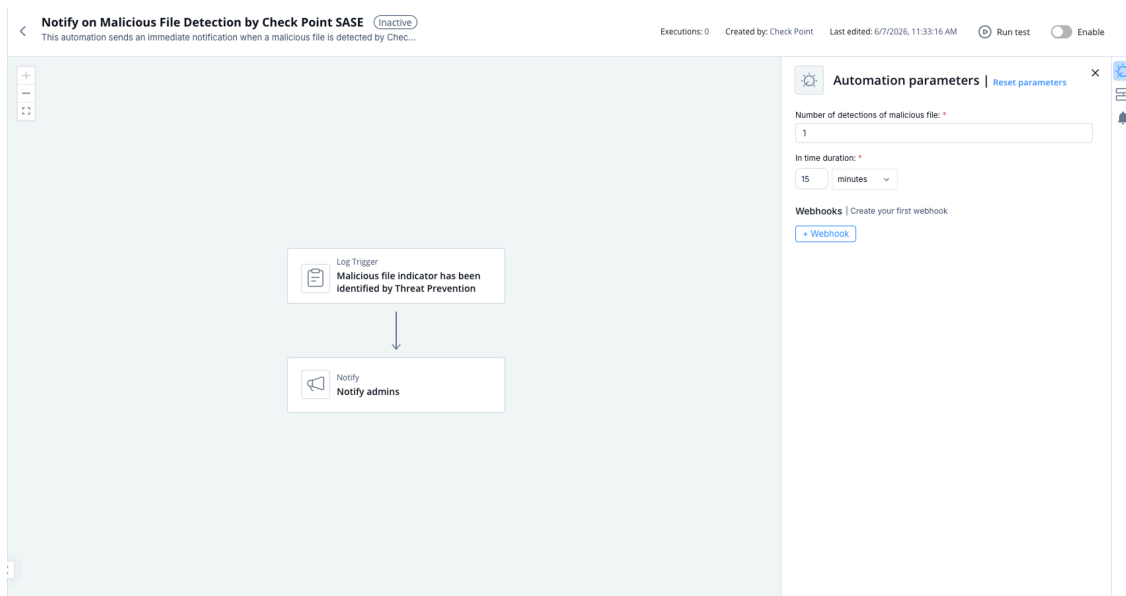 Notify on Malicious File Detection by Check Point SASE Inactive
This automation sends an immediate notification when a malicious file is detected by Chec...
Executions: 0 Created by: Check Point Last edited: 6/7/2026, 11:33:16 AM Run test Enable
Automation parameters | Reset parameters
Number of detections of malicious file: *
1
In time duration: *
15 minutes
Webhooks | Create your first webhook
+ Webhook
Log Trigger
Malicious file indicator has been
identified by Threat Prevention
Notify
Notify admins